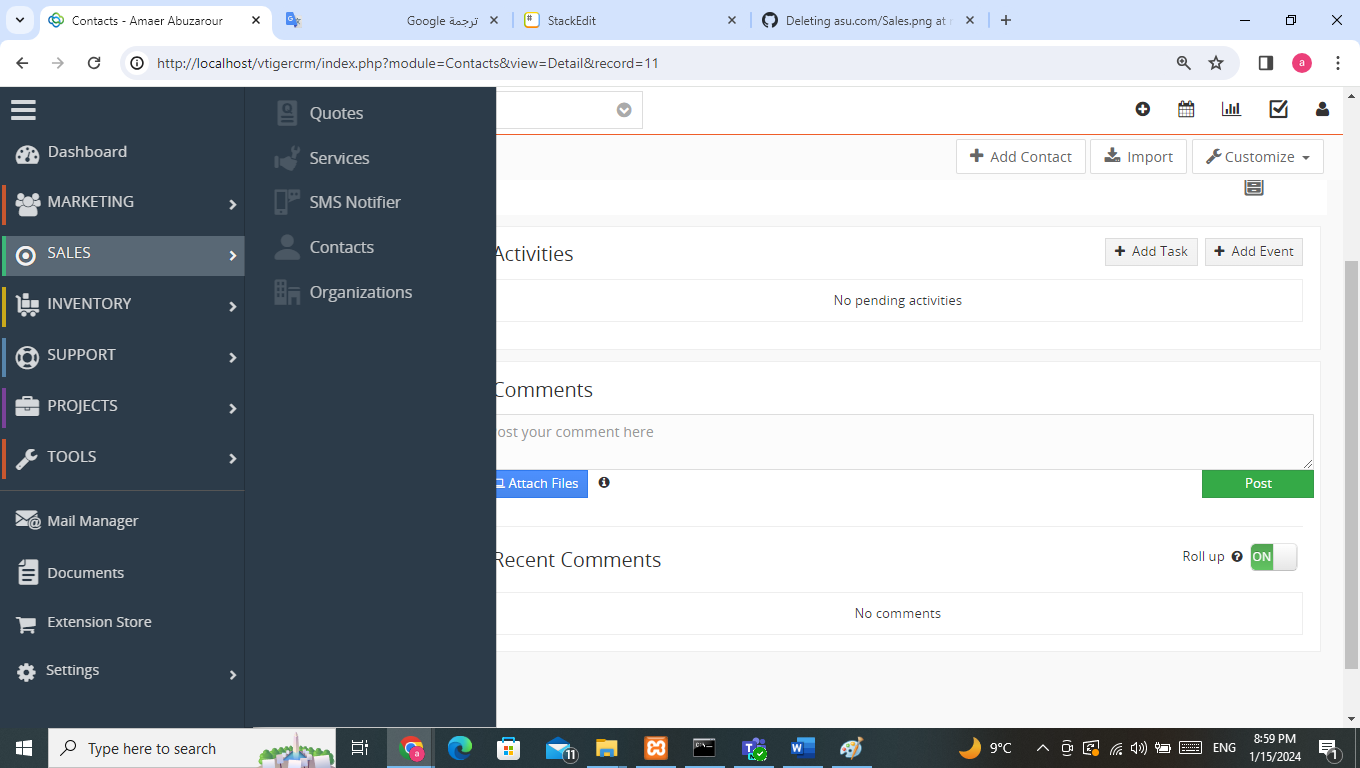 Contacts - Amaer Abuzarour
ترجمة Google
StackEdit
Deleting asu.com/Sales.png at
http://localhost/vtigercrm/index.php?module=Contacts&view=Detail&record=11
a
Dashboard
MARKETING
SALES
INVENTORY
SUPPORT
PROJECTS
TOOLS
Mail Manager
Documents
Extension Store
Settings
Quotes
Services
SMS Notifier
Contacts
Organizations
Add Contact
Import
Customize
Activities
Add Task
Add Event
No pending activities
Comments
ost your comment here
Attach Files
Post
Recent Comments
Roll up
ON
No comments
Type here to search
11
9°C
ENG
8:59 PM
1/15/2024
1